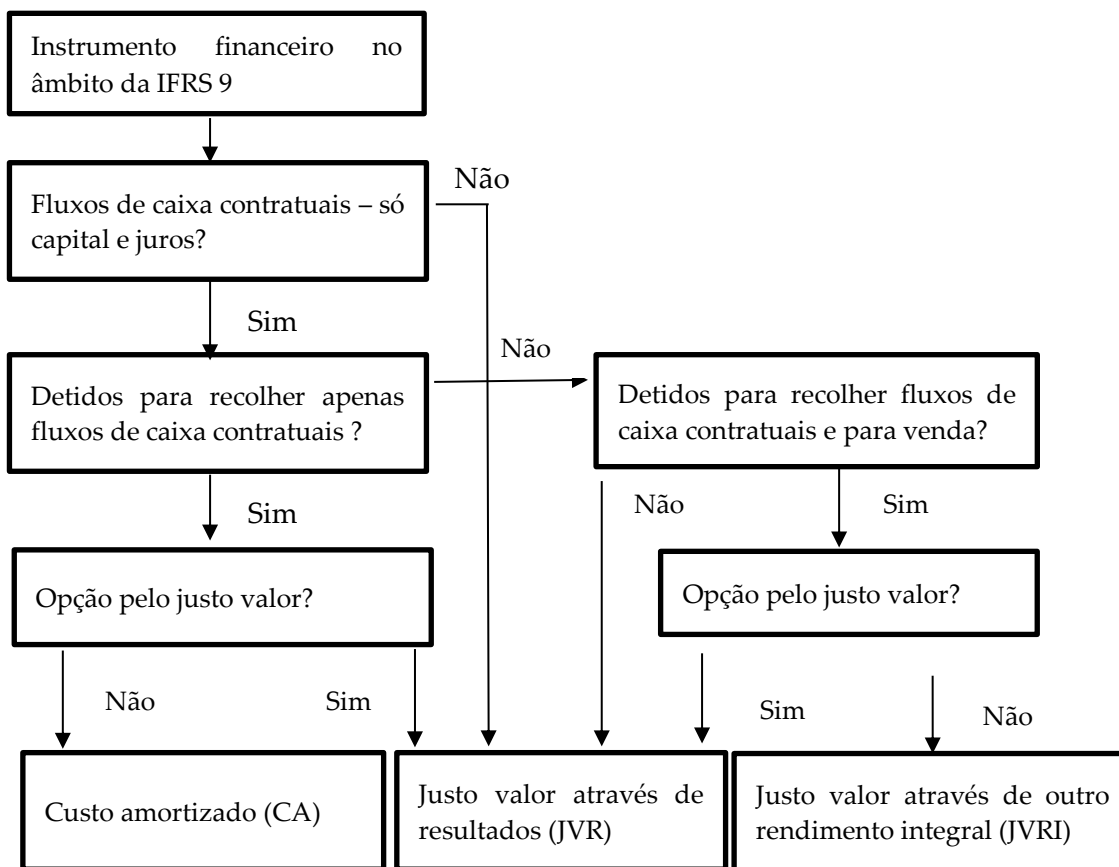 Instrumento financeiro no
âmbito da IFRS 9
Não
Fluxos de caixa contratuais – só
capital e juros?
Sim
Não
Detidos para recolher apenas
fluxos de caixa contratuais ?
Detidos para recolher fluxos de
caixa contratuais e para venda?
Sim
Não
Sim
Opção pelo justo valor?
Opção pelo justo valor?
Não
Sim
Sim
Não
Custo amortizado (CA)
Justo valor através de
resultados (JVR)
Justo valor através de outro
rendimento integral (JVRI)